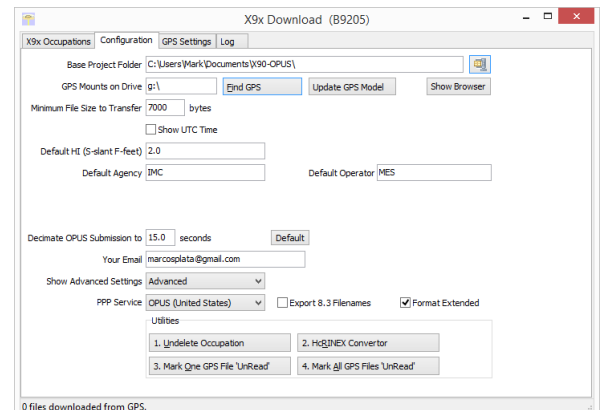 X9x Download (B9205)
X9x Occupations Configuration GPS Settings Log
Base Project Folder C:\Users\Mark\Documents\X90-OPUS\
GPS Mounts on Drive g:\ Find GPS Update GPS Model Show Browser
Minimum File Size to Transfer 7000 bytes
Show UTC Time
Default HI (S-slant F-feet) 2.0
Default Agency IMC Default Operator MES
Decimate OPUS Submission to 15.0 seconds Default
Your Email marcosplata@gmail.com
Show Advanced Settings Advanced
PPP Service OPUS (United States) Export 8.3 Filenames Format Extended
Utilities
1. Undelete Occupation 2. HcRINEX Convertor
3. Mark One GPS File 'UnRead' 4. Mark All GPS Files 'UnRead'
0 files downloaded from GPS.